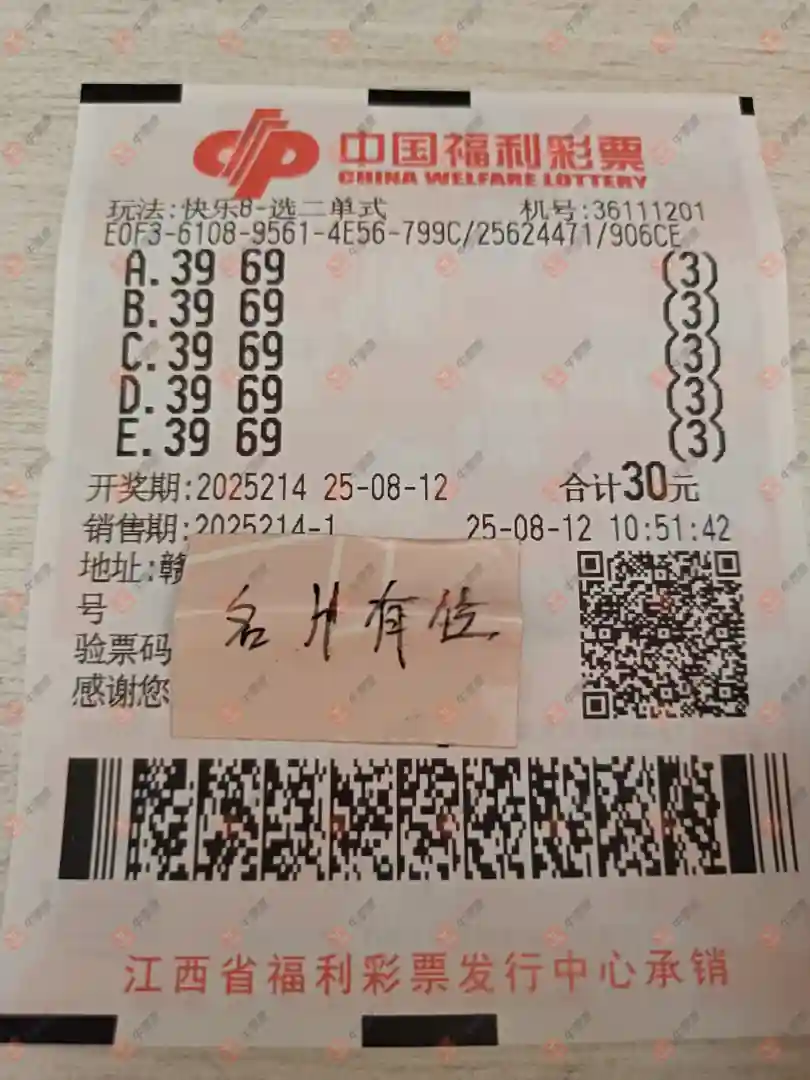 中国福利彩票
CHINA WELFARE LOTTERY
玩法:快乐8-选二单式 机号:36111201
E0F3-6108-9561-4E56-799C/25624471/906CE
A.39 69 (3)
B.39 69 (3)
C.39 69 (3)
D.39 69 (3)
E.39 69 (3)
开奖期:2025214 25-08-12 合计30元
销售期:2025214-1 25-08-12 10:51:42
地址:赣
号
名片有位
验票码
感谢您
江西省福利彩票发行中心承销